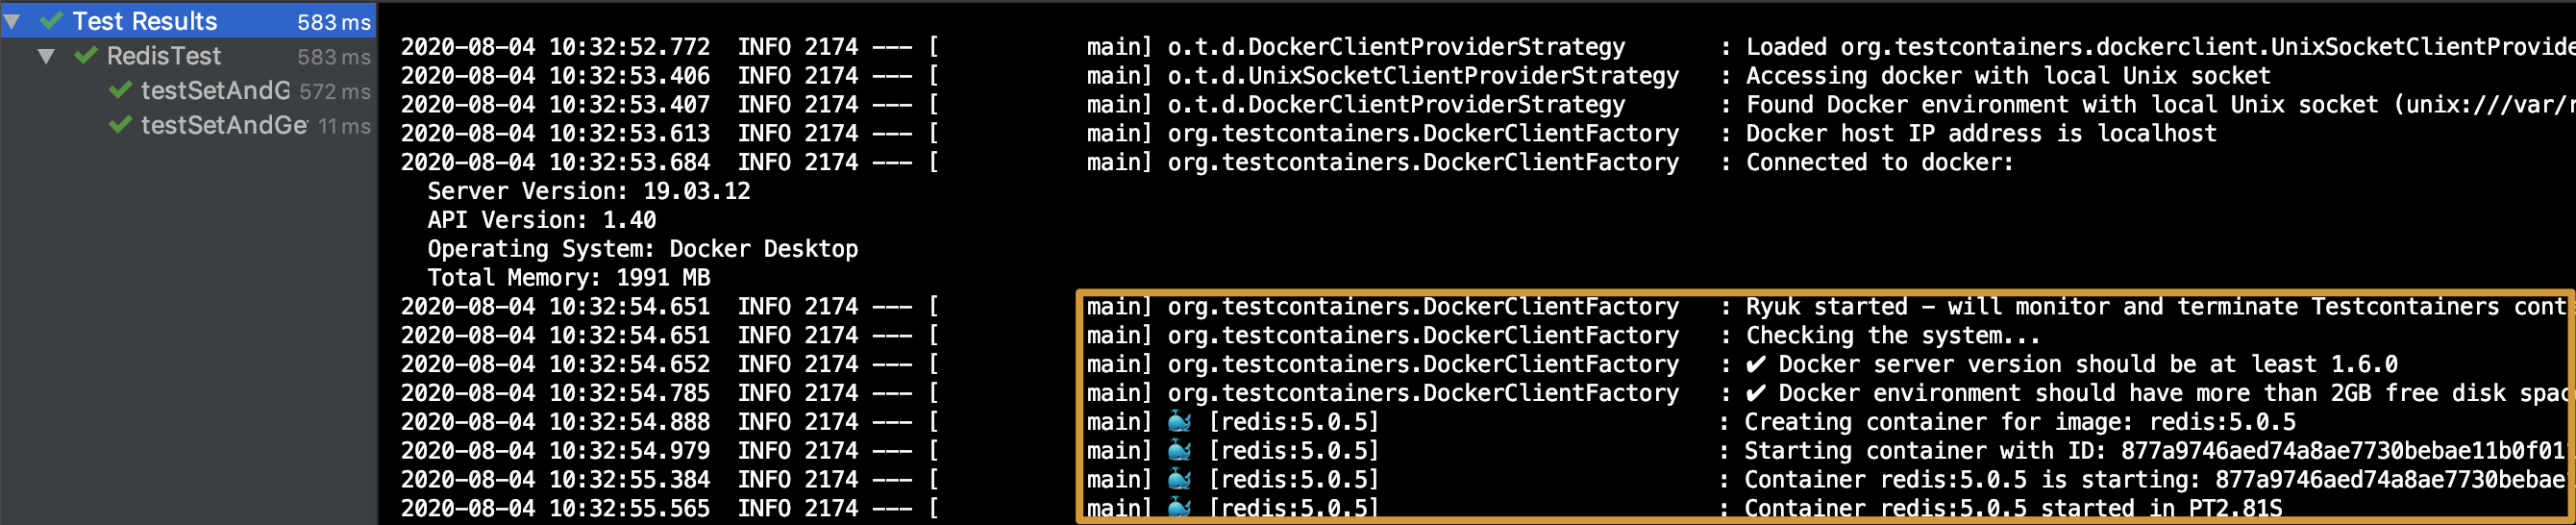 Test Results 583 ms
RedisTest 583 ms
testSetAndG 572 ms
testSetAndGe 11 ms
2020-08-04 10:32:52.772 INFO 2174 --- [ main] o.t.d.DockerClientProviderStrategy : Loaded org.testcontainers.dockerclient.UnixSocketClientProvide
2020-08-04 10:32:53.406 INFO 2174 --- [ main] o.t.d.UnixSocketClientProviderStrategy : Accessing docker with local Unix socket
2020-08-04 10:32:53.407 INFO 2174 --- [ main] o.t.d.DockerClientProviderStrategy : Found Docker environment with local Unix socket (unix:///var/r
2020-08-04 10:32:53.613 INFO 2174 --- [ main] org.testcontainers.DockerClientFactory : Docker host IP address is localhost
2020-08-04 10:32:53.684 INFO 2174 --- [ main] org.testcontainers.DockerClientFactory : Connected to docker:
Server Version: 19.03.12
API Version: 1.40
Operating System: Docker Desktop
Total Memory: 1991 MB
2020-08-04 10:32:54.651 INFO 2174 --- [ main] org.testcontainers.DockerClientFactory : Ryuk started - will monitor and terminate Testcontainers cont
2020-08-04 10:32:54.651 INFO 2174 --- [ main] org.testcontainers.DockerClientFactory : Checking the system...
2020-08-04 10:32:54.652 INFO 2174 --- [ main] org.testcontainers.DockerClientFactory : ✔ Docker server version should be at least 1.6.0
2020-08-04 10:32:54.785 INFO 2174 --- [ main] org.testcontainers.DockerClientFactory : ✔ Docker environment should have more than 2GB free disk spac
2020-08-04 10:32:54.888 INFO 2174 --- [ main] 🐳 [redis:5.0.5] : Creating container for image: redis:5.0.5
2020-08-04 10:32:54.979 INFO 2174 --- [ main] 🐳 [redis:5.0.5] : Starting container with ID: 877a9746aed74a8ae7730bebae11b0f01
2020-08-04 10:32:55.384 INFO 2174 --- [ main] 🐳 [redis:5.0.5] : Container redis:5.0.5 is starting: 877a9746aed74a8ae7730bebae
2020-08-04 10:32:55.565 INFO 2174 --- [ main] 🐳 [redis:5.0.5] : Container redis:5.0.5 started in PT2.81S